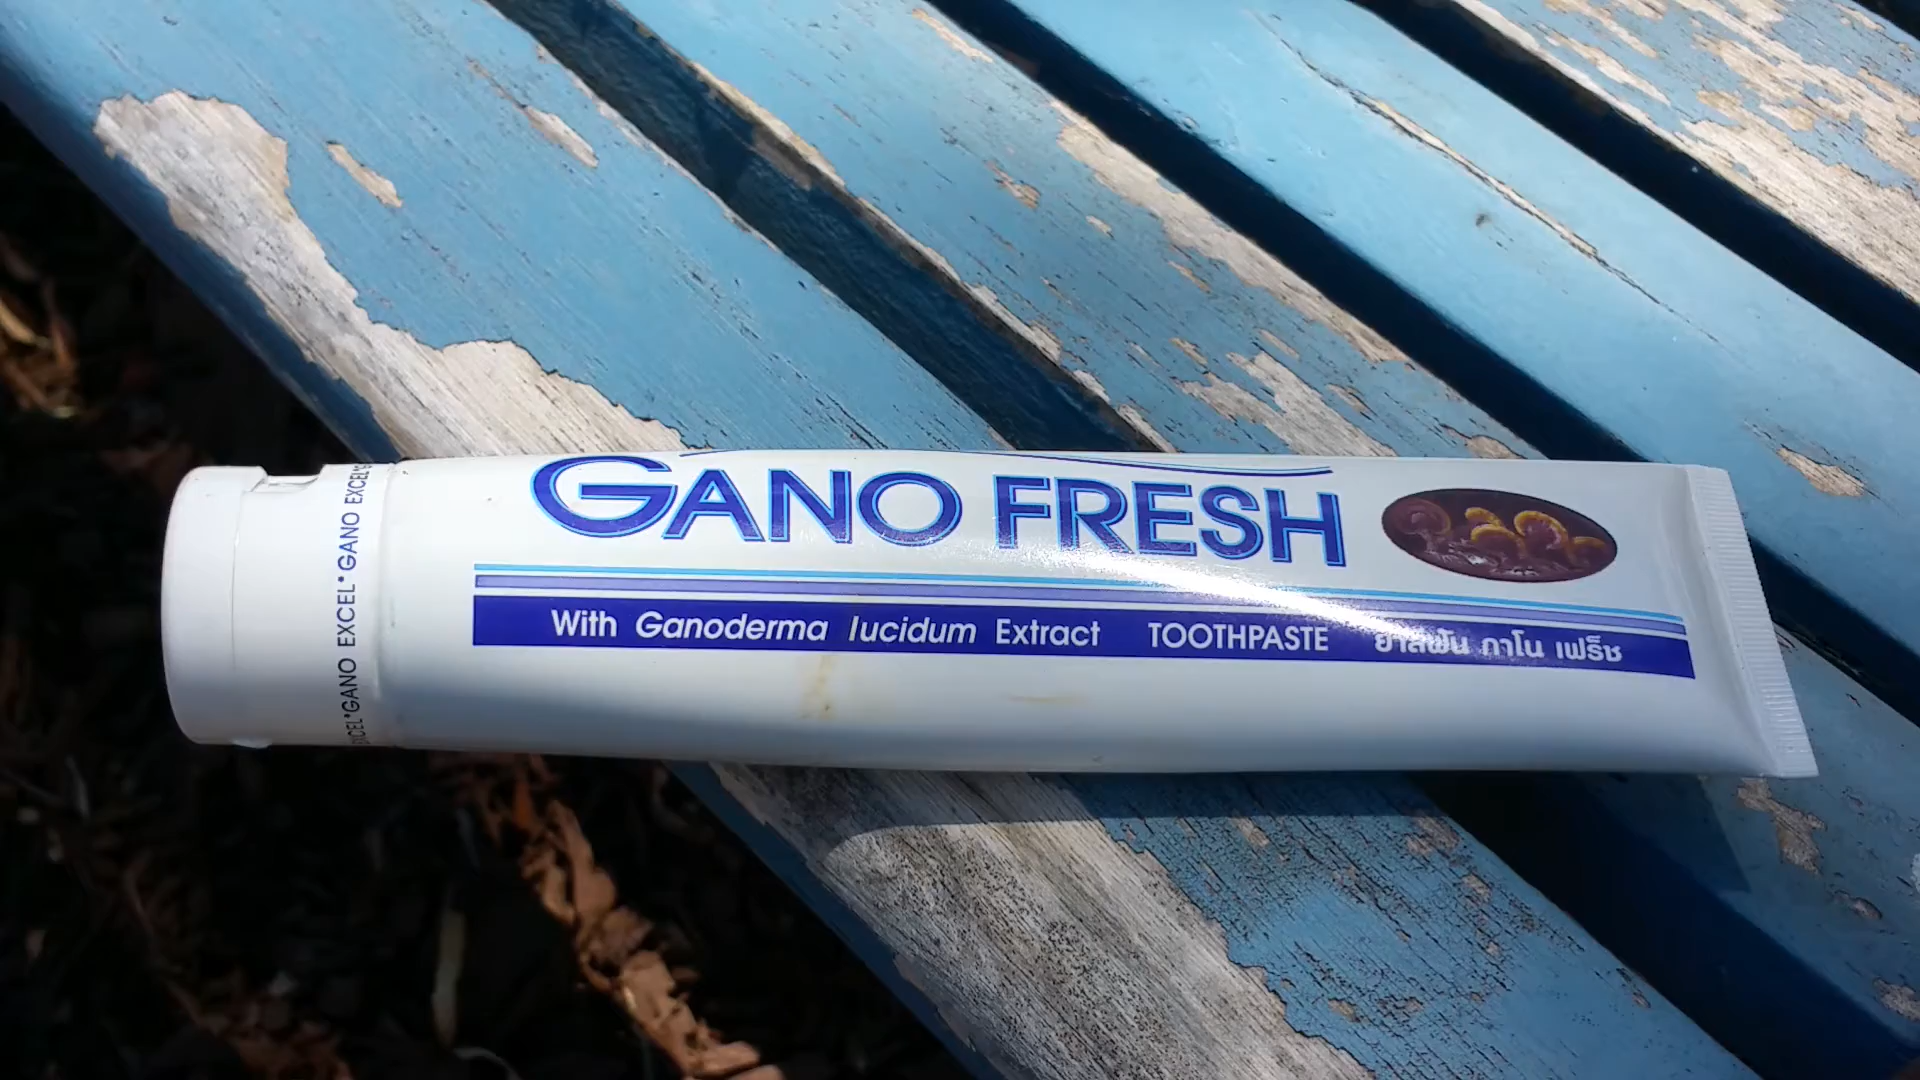 GANO FRESH
With Ganoderma lucidum Extract TOOTHPASTE ยาสีฟัน กาโน เฟร็ช
EXCEL*GANO EXCEL*GANO EXCEL*